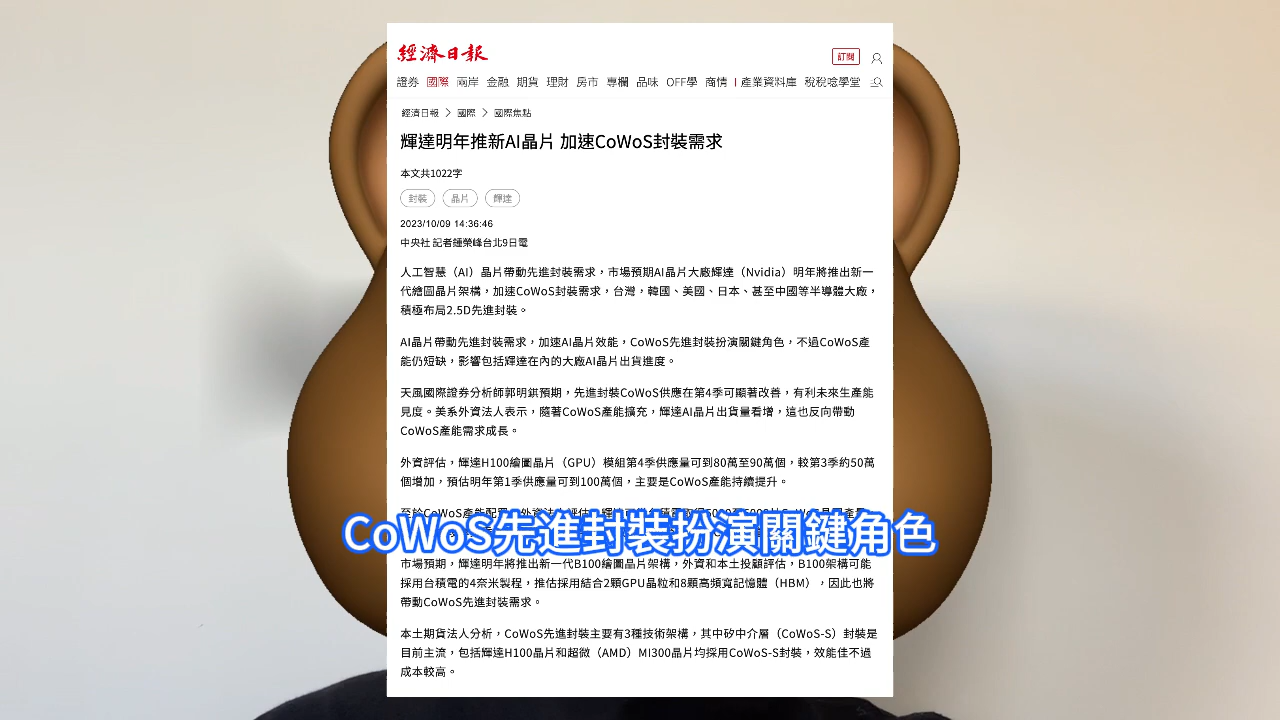 經濟日報
訂閱
證券 國際 兩岸 金融 期貨 理財 房市 專欄 品味 OFF學 商情 | 產業資料庫 稅稅唸學堂
經濟日報 > 國際 > 國際焦點
輝達明年推新AI晶片 加速CoWoS封裝需求
本文共1022字
封裝 晶片 輝達
2023/10/09 14:36:46
中央社 記者鍾榮峰台北9日電
人工智慧（AI）晶片帶動先進封裝需求，市場預期AI晶片大廠輝達（Nvidia）明年將推出新一
代繪圖晶片架構，加速CoWoS封裝需求，台灣，韓國、美國、日本、甚至中國等半導體大廠，
積極布局2.5D先進封裝。
AI晶片帶動先進封裝需求，加速AI晶片效能，CoWoS先進封裝扮演關鍵角色，不過CoWoS產
能仍短缺，影響包括輝達在內的大廠AI晶片出貨進度。
天風國際證券分析師郭明錤預期，先進封裝CoWoS供應在第4季可顯著改善，有利未來生產能
見度。美系外資法人表示，隨著CoWoS產能擴充，輝達AI晶片出貨量看增，這也反向帶動
CoWoS產能需求成長。
外資評估，輝達H100繪圖晶片（GPU）模組第4季供應量可到80萬至90萬個，較第3季約50萬
個增加，預估明年第1季供應量可到100萬個，主要是CoWoS產能持續提升。
至於CoWoS產能配
CoWoS先進封裝扮演關鍵角色
市場預期，輝達明年將推出新一代B100繪圖晶片架構，外資和本土投顧評估，B100架構可能
採用台積電的4奈米製程，推估採用結合2顆GPU晶粒和8顆高頻寬記憶體（HBM），因此也將
帶動CoWoS先進封裝需求。
本土期貨法人分析，CoWoS先進封裝主要有3種技術架構，其中矽中介層（CoWoS-S）封裝是
目前主流，包括輝達H100晶片和超微（AMD）MI300晶片均採用CoWoS-S封裝，效能佳不過
成本較高。